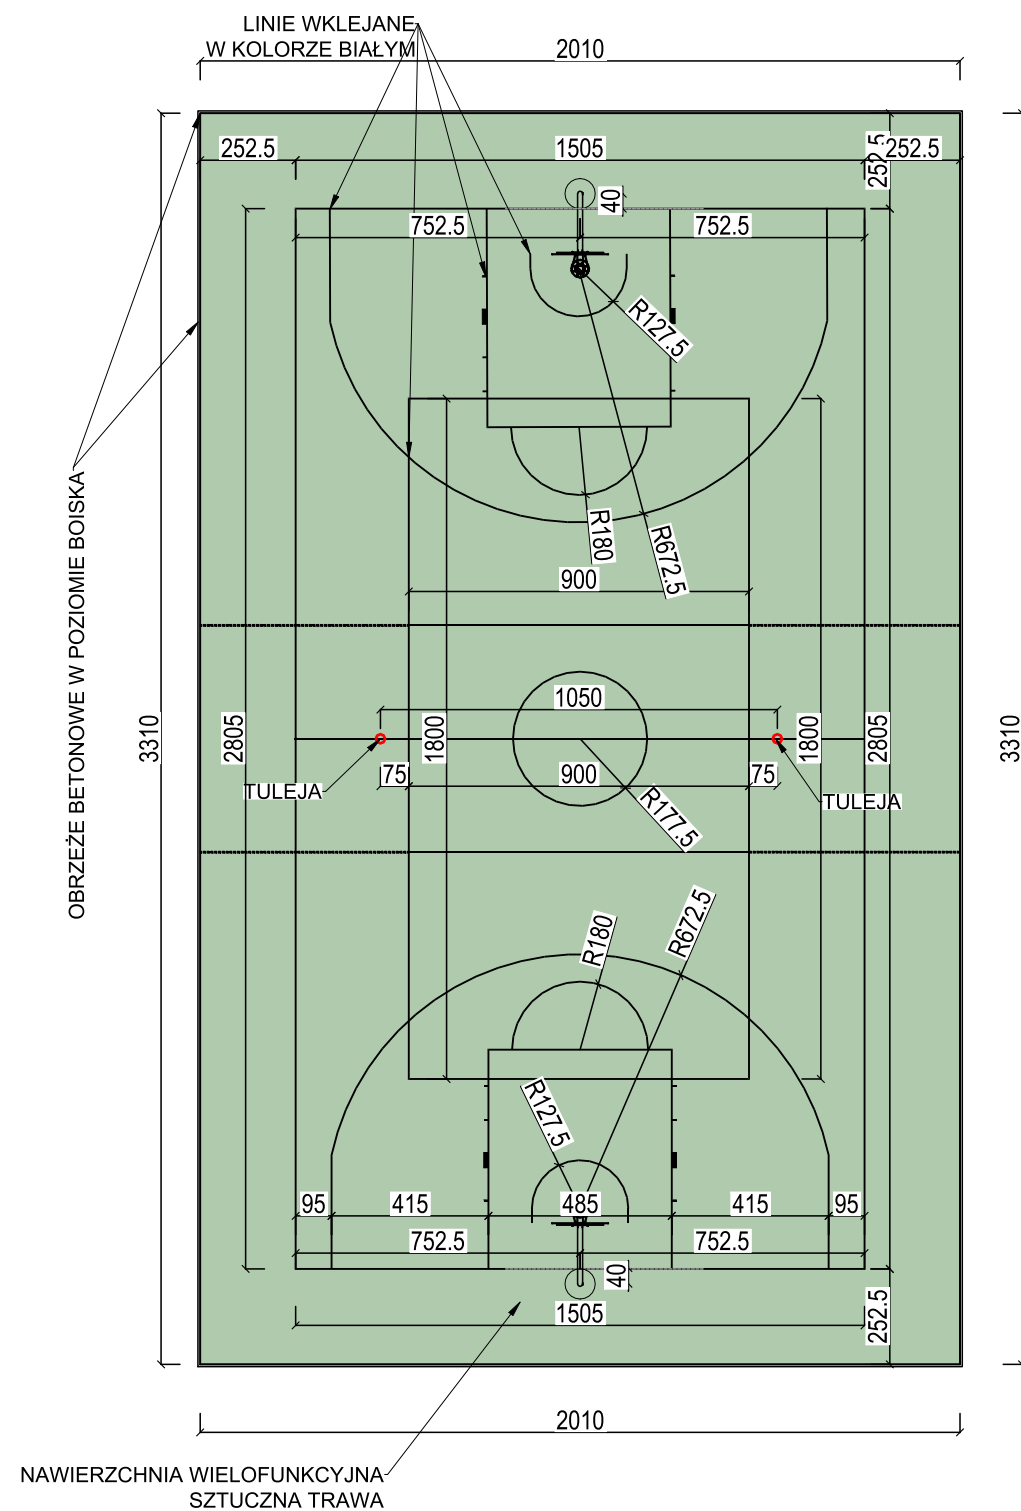 LINIE WKLEJANE
W KOLORZE BIAŁYM
2010
252.5
1505
252.5
252.5
40
752.5
752.5
R127.5
R180
R672.5
900
OBRZEŻE BETONOWE W POZIOMIE BOISKA
3310
2805
1800
1050
1800
2805
3310
75
900
75
TULEJA
TULEJA
R177.5
R180
R672.5
R127.5
95
415
485
415
95
752.5
752.5
40
1505
252.5
2010
NAWIERZCHNIA WIELOFUNKCYJNA
SZTUCZNA TRAWA